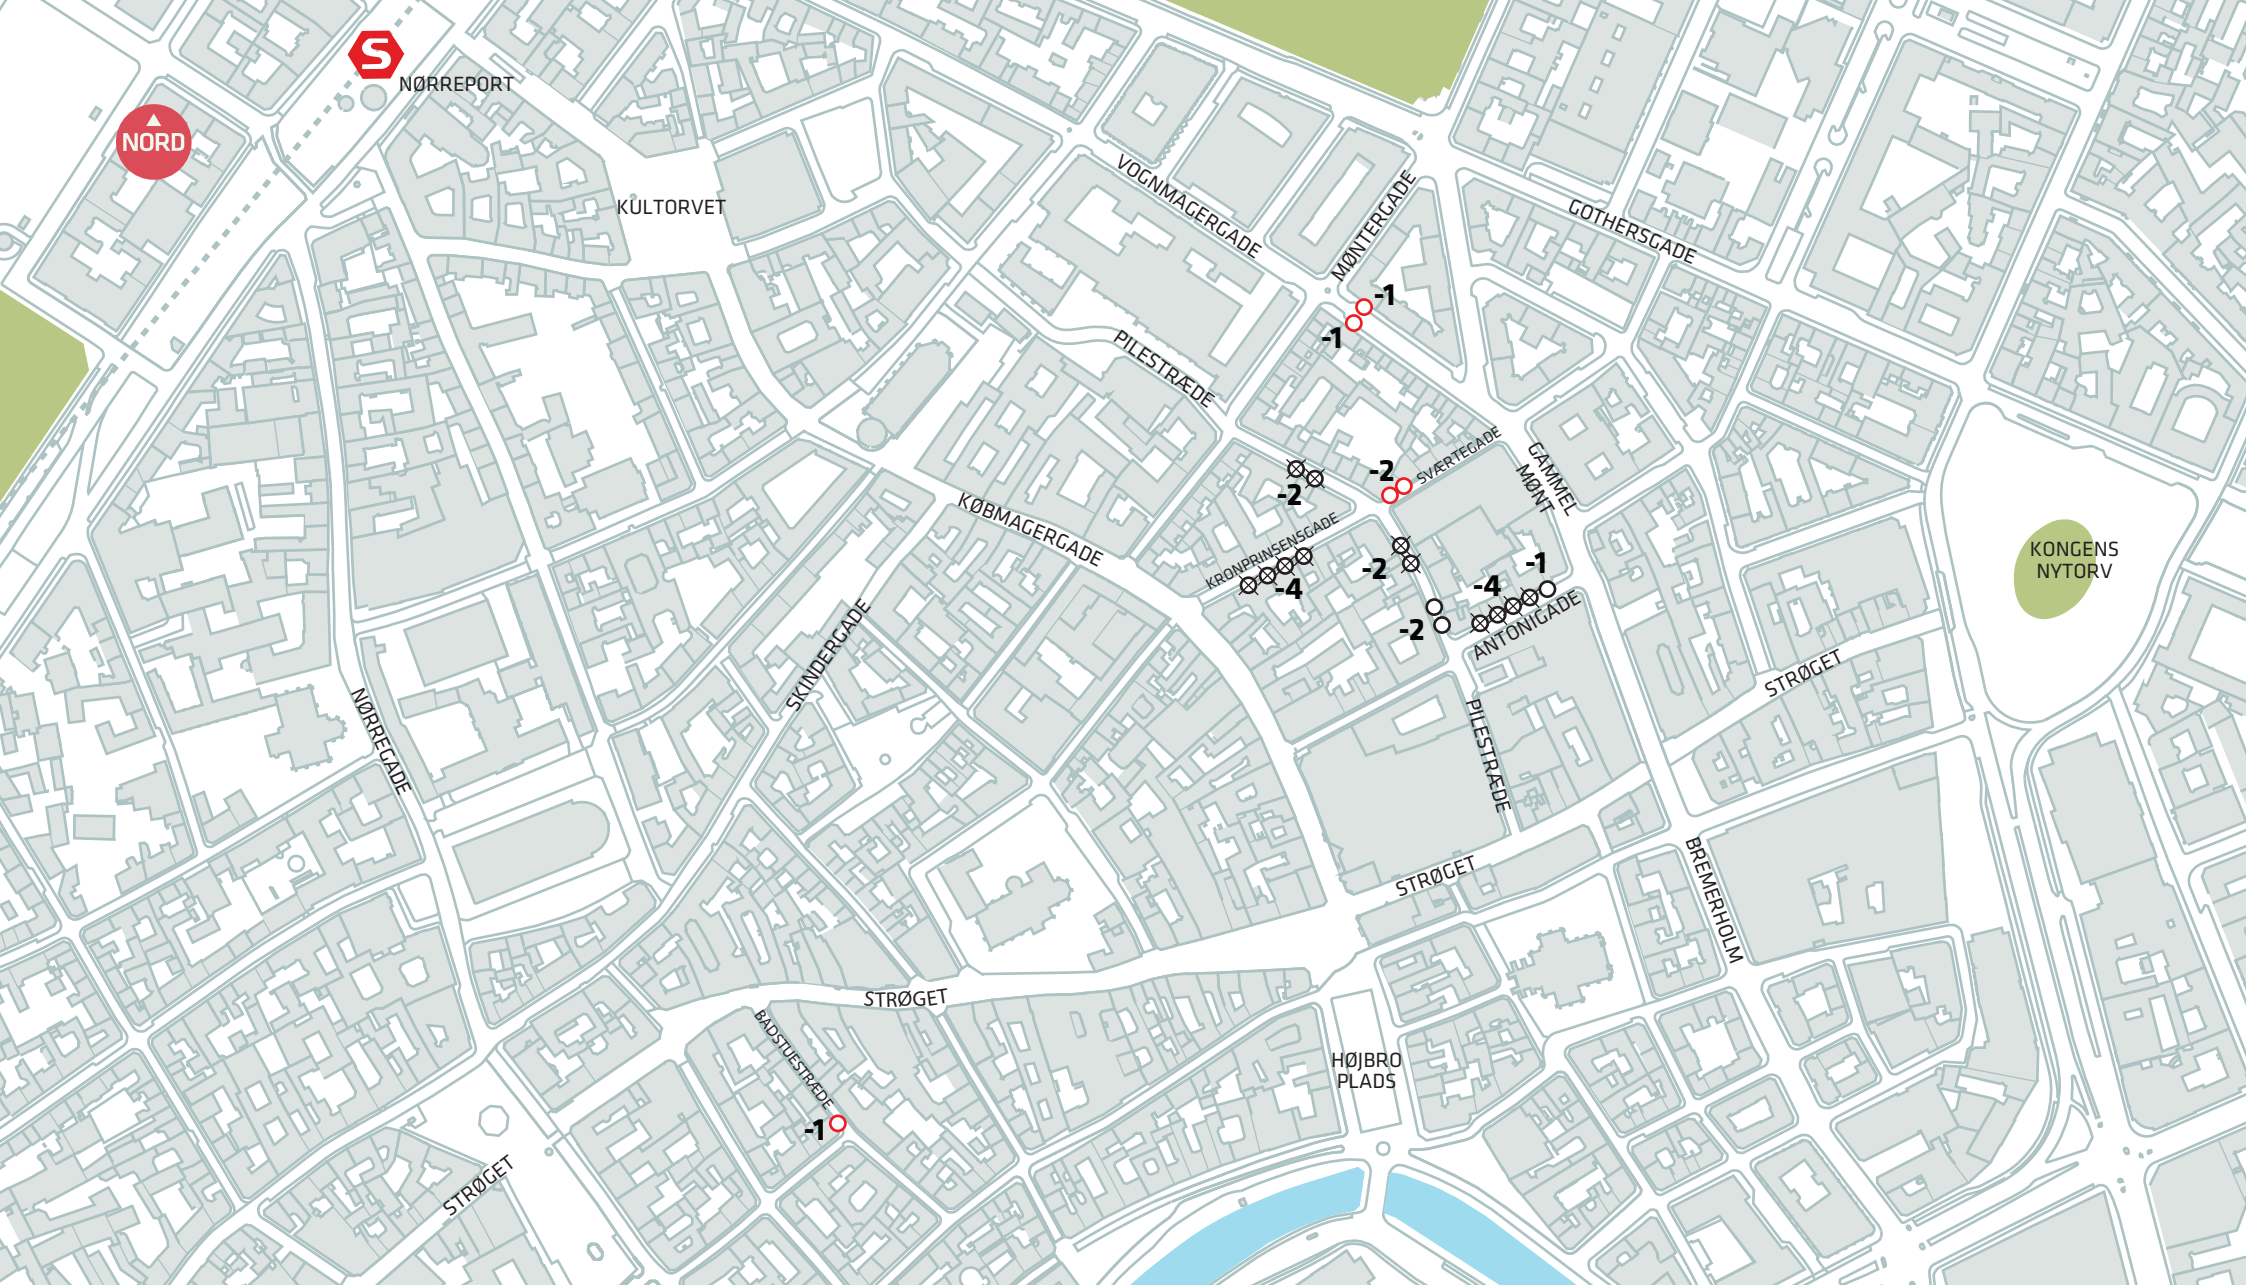 S
NØRREPORT
NORD
KULTORVET
VOGNMAGERGADE
MØNTERGADE
GOTHERSGADE
-1
-1
PILESTRÆDE
SVÆRTEGADE
-2
-2
GAMMEL
MØNT
KØBMAGERGADE
KRONPRINSENSGADE
-4
-2
-1
-4
ANTONIGADE
-2
KONGENS
NYTORV
SKINDERGADE
STRØGET
NØRREGADE
PILESTRÆDE
STRØGET
BREMERHOLM
STRØGET
BADSTUESTRÆDE
HØJBRO
PLADS
-1
STRØGET